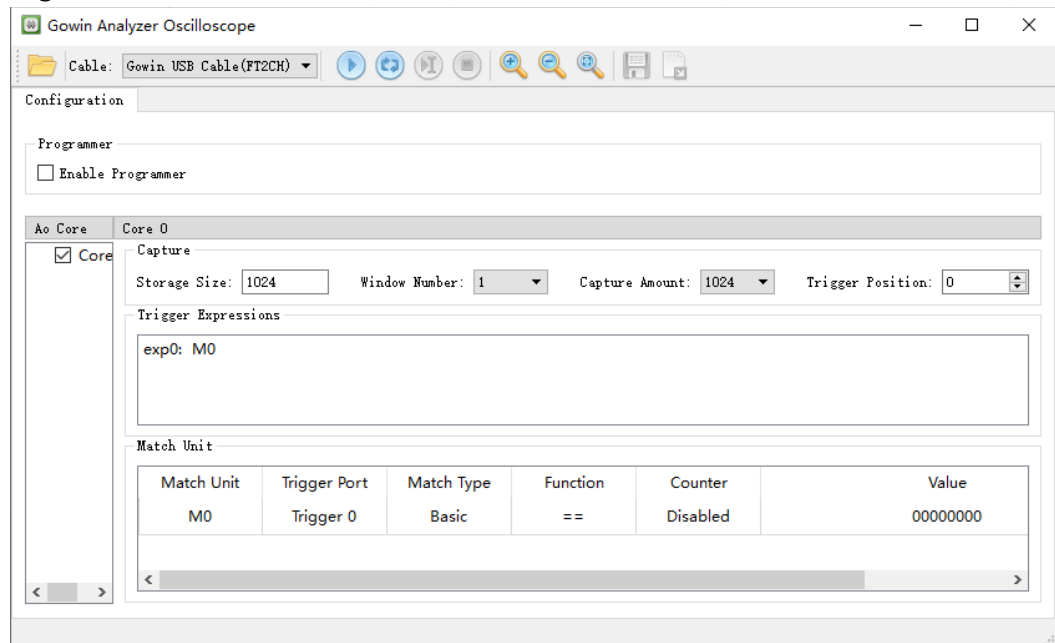 Gowin Analyzer Oscilloscope
Cable: Gowin USB Cable(FT2CH)
Configuration
Programmer
Enable Programmer
Ao Core Core 0
Core
Capture
Storage Size: 1024 Window Number: 1 Capture Amount: 1024 Trigger Position: 0
Trigger Expressions
exp0: M0
Match Unit
Match Unit Trigger Port Match Type Function Counter Value
M0 Trigger 0 Basic == Disabled 00000000